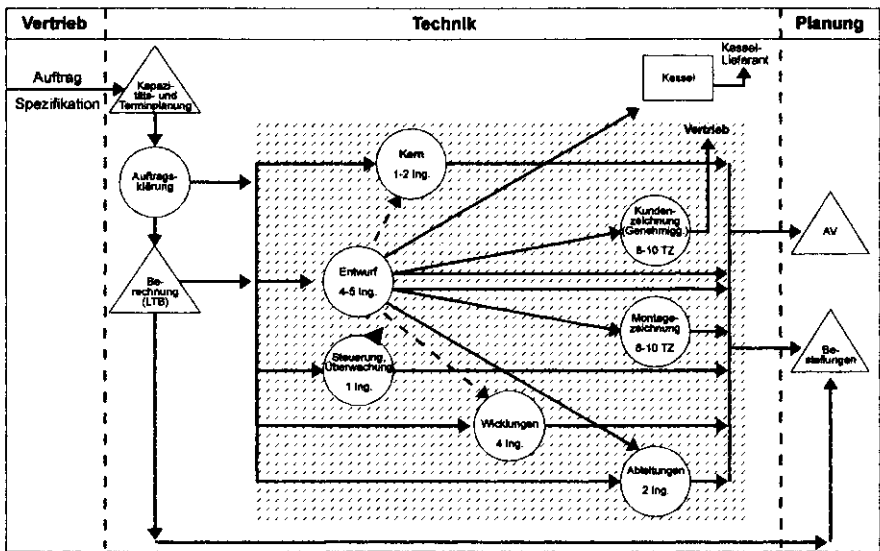 Vertrieb
Technik
Planung
Auftrag
Spezifikation
Kapazi-
täts- und
Terminplanung
Kessel
Kessel-
Lieferant
Vertrieb
Auftrags-
klärung
Kern
1-2 Ing.
Kunden-
zeichnung
(Genehmigg.)
8-10 TZ
AV
Be-
rechnung
(LTB)
Entwurf
4-5 Ing.
Montage-
zeichnung
8-10 TZ
Be-
stellungen
Steuerung,
Überwachung
1 Ing.
Wicklungen
4 Ing.
Ableitungen
2 Ing.